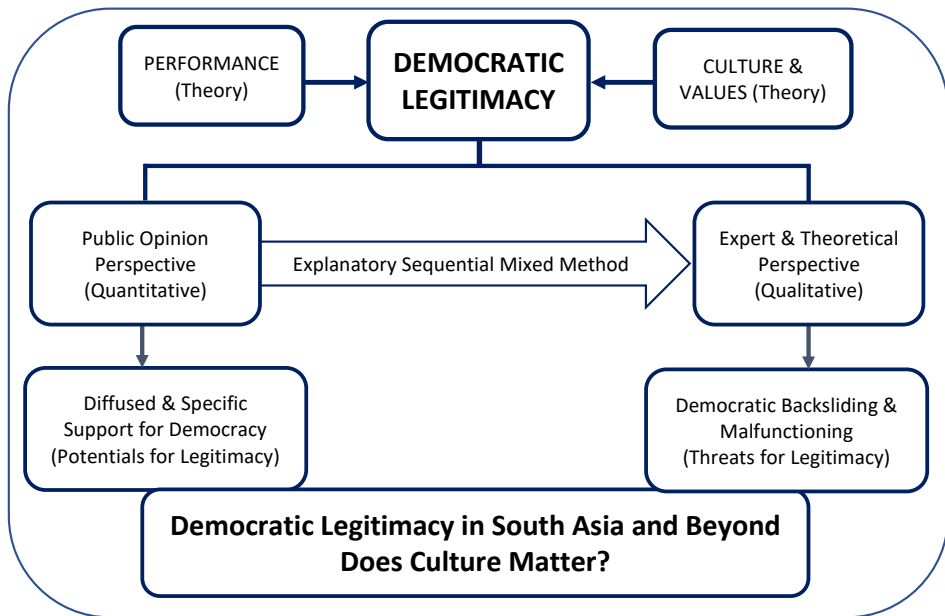 PERFORMANCE
(Theory)
DEMOCRATIC
LEGITIMACY
CULTURE &
VALUES (Theory)
Public Opinion
Perspective
(Quantitative)
Explanatory Sequential Mixed Method
Expert & Theoretical
Perspective
(Qualitative)
Diffused & Specific
Support for Democracy
(Potentials for Legitimacy)
Democratic Backsliding &
Malfunctioning
(Threats for Legitimacy)
Democratic Legitimacy in South Asia and Beyond
Does Culture Matter?